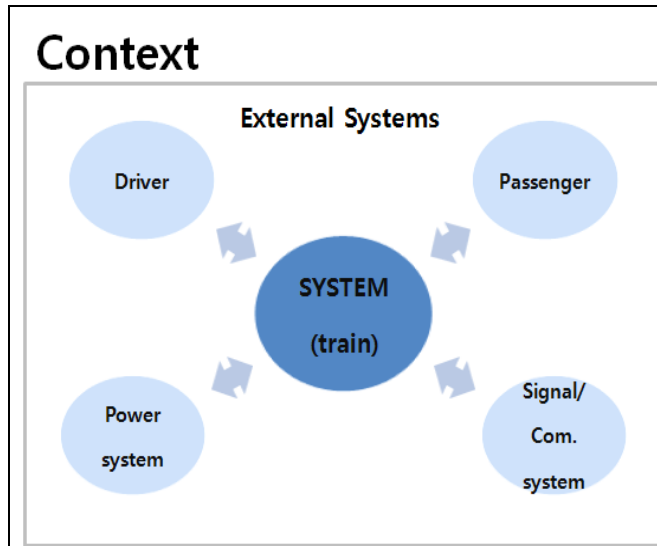 Context
External Systems
Driver
Passenger
SYSTEM
(train)
Power
system
Signal/
Com.
system